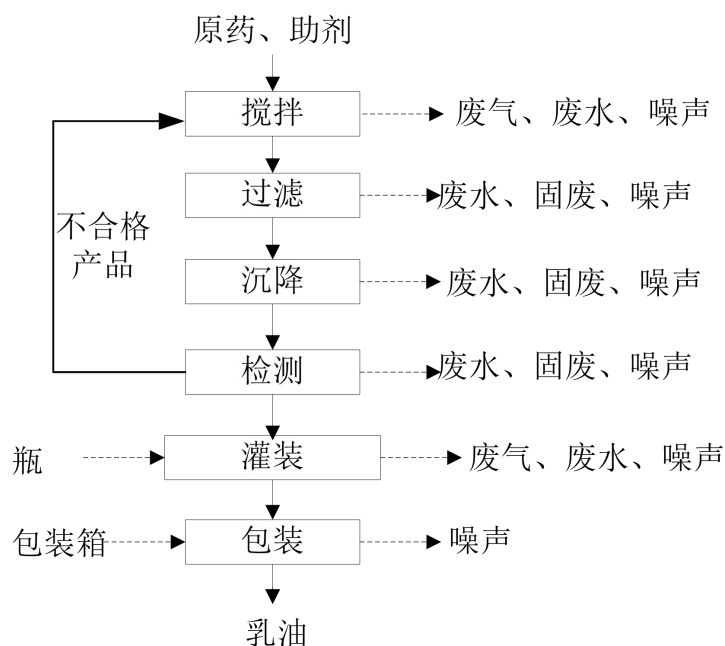 原药、助剂
搅拌
废气、废水、噪声
过滤
废水、固废、噪声
不合格
产品
沉降
废水、固废、噪声
检测
废水、固废、噪声
瓶
灌装
废气、废水、噪声
包装箱
包装
噪声
乳油